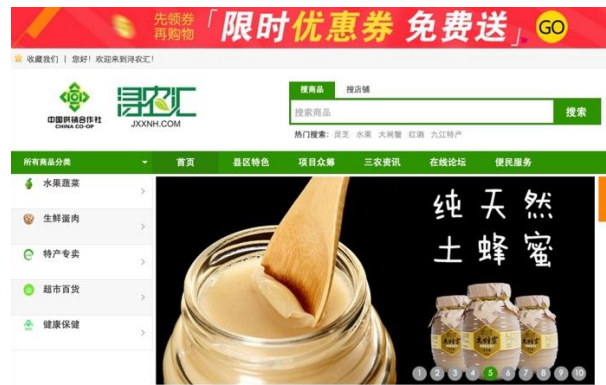 先领券
再购物
「限时优惠券 免费送」
GO
收藏我们 | 您好！欢迎来到浔农汇！
中国供销合作社
CHINA CO-OP
浔农汇
JXXNH.COM
搜商品 搜店铺
搜索商品 搜索
热门搜索： 灵芝 水果 大闸蟹 红酒 九江特产
所有商品分类 首页 县区特色 项目众筹 三农资讯 在线论坛 便民服务
水果蔬菜
生鲜蛋肉
特产专卖
超市百货
健康保健
纯天然
土蜂蜜
1 2 3 4 5 6 7 8 9 10